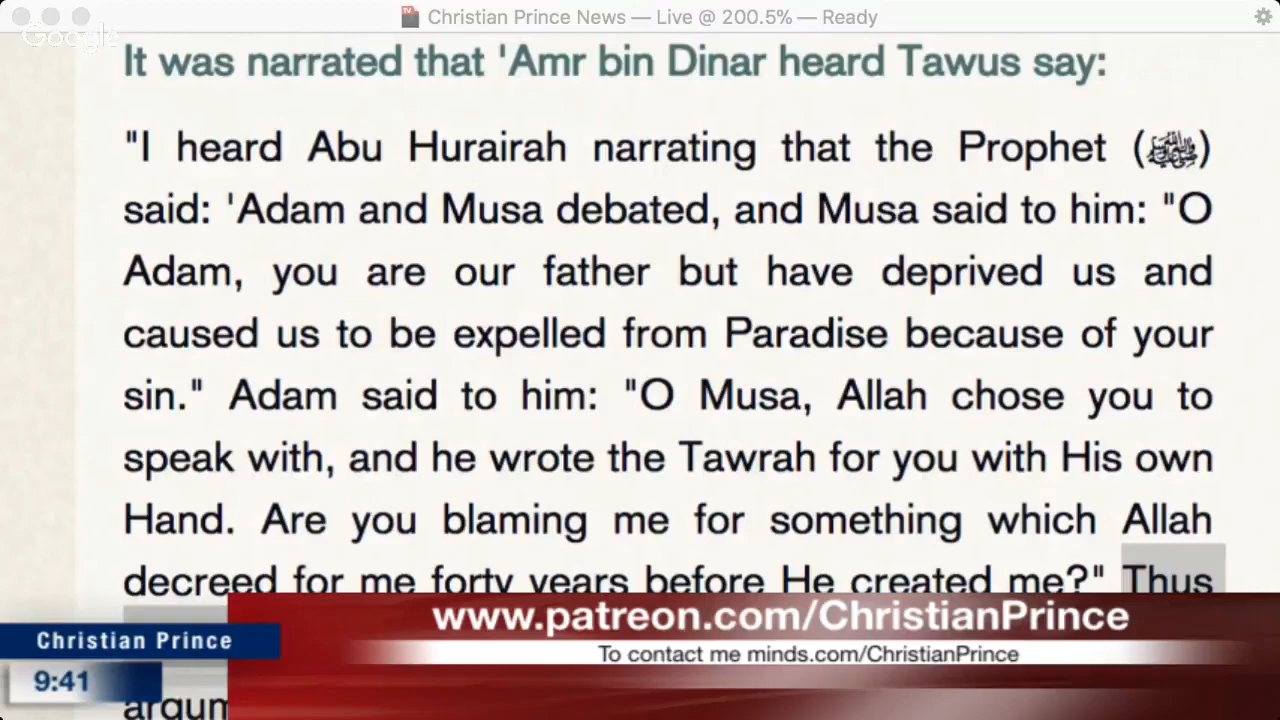 Christian Prince News — Live @ 200.5% — Ready
Google
It was narrated that 'Amr bin Dinar heard Tawus say:
"I heard Abu Hurairah narrating that the Prophet (ﷺ)
said: 'Adam and Musa debated, and Musa said to him: "O
Adam, you are our father but have deprived us and
caused us to be expelled from Paradise because of your
sin." Adam said to him: "O Musa, Allah chose you to
speak with, and he wrote the Tawrah for you with His own
Hand. Are you blaming me for something which Allah
decreed for me forty years before He created me?" Thus
www.patreon.com/ChristianPrince
Christian Prince
To contact me minds.com/ChristianPrince
9:41